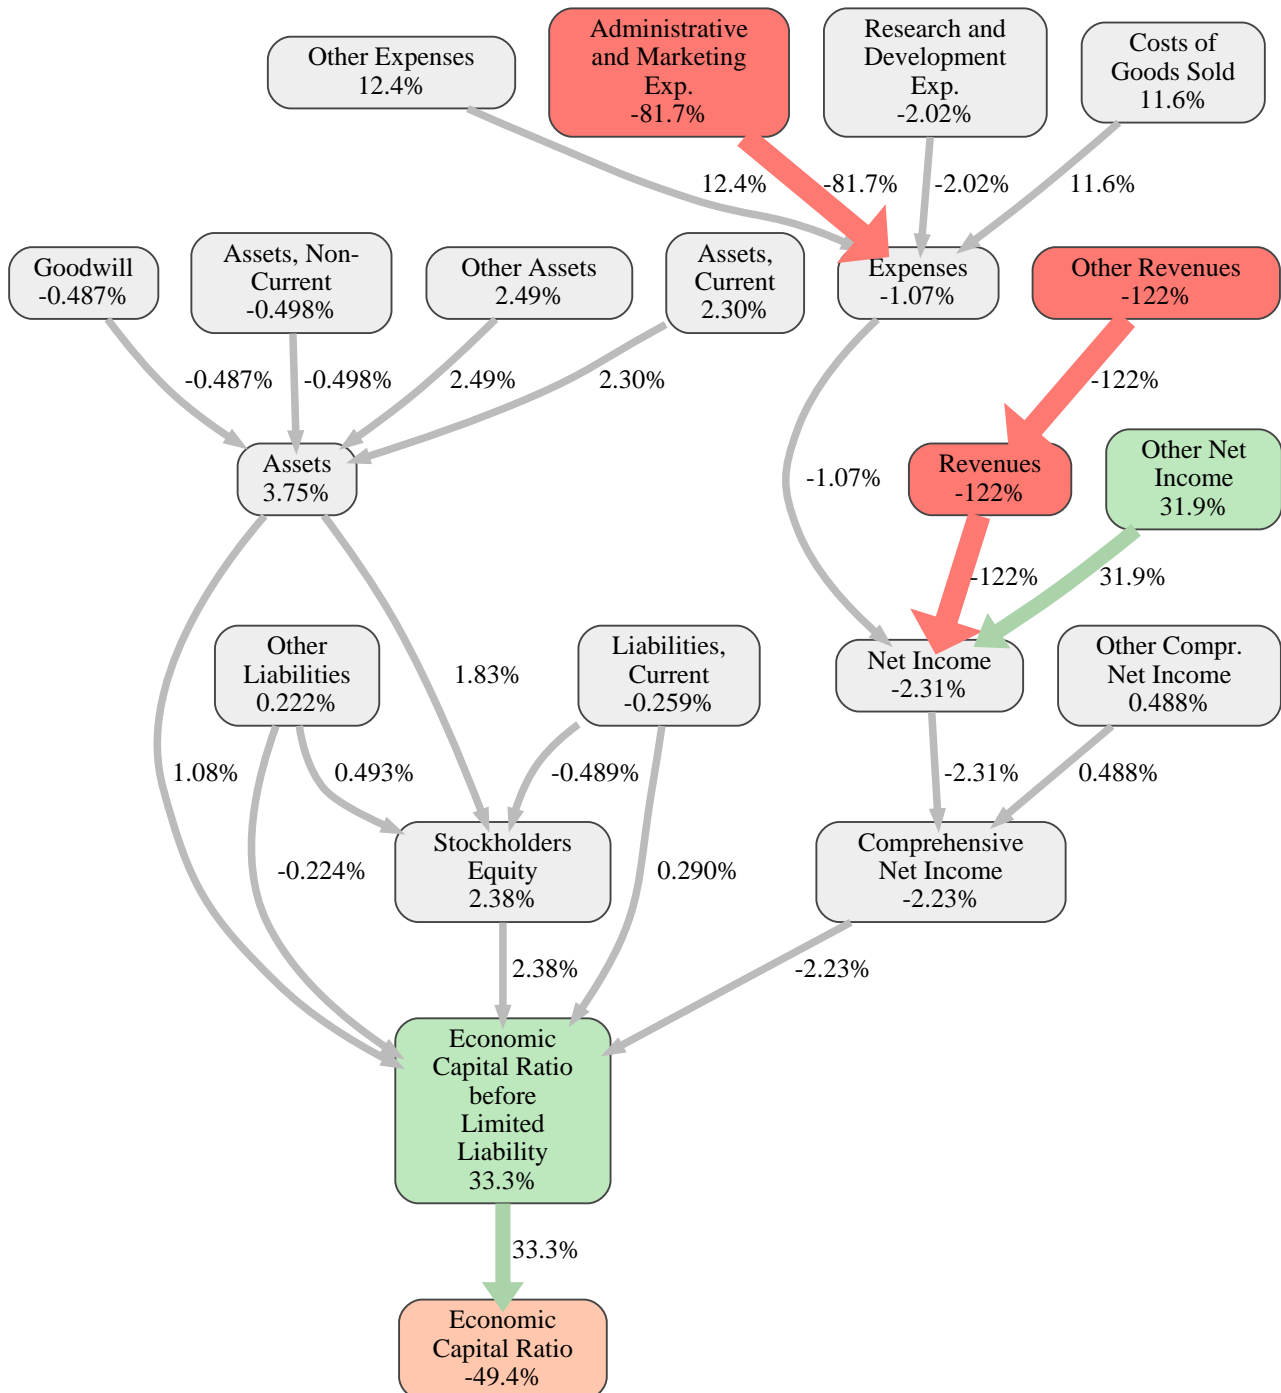 Other Expenses
12.4%
Administrative
and Marketing
Exp.
-81.7%
Research and
Development
Exp.
-2.02%
Costs of
Goods Sold
11.6%
12.4%
-81.7%
-2.02%
11.6%
Goodwill
-0.487%
Assets, Non-
Current
-0.498%
Other Assets
2.49%
Assets,
Current
2.30%
Expenses
-1.07%
Other Revenues
-122%
-0.487%
-0.498%
2.49%
2.30%
-122%
Assets
3.75%
-1.07%
Revenues
-122%
Other Net
Income
31.9%
-122%
31.9%
Other
Liabilities
0.222%
1.83%
Liabilities,
Current
-0.259%
Net Income
-2.31%
Other Compr.
Net Income
0.488%
1.08%
0.493%
-0.489%
-2.31%
0.488%
-0.224%
Stockholders
Equity
2.38%
0.290%
Comprehensive
Net Income
-2.23%
2.38%
-2.23%
Economic
Capital Ratio
before
Limited
Liability
33.3%
33.3%
Economic
Capital Ratio
-49.4%